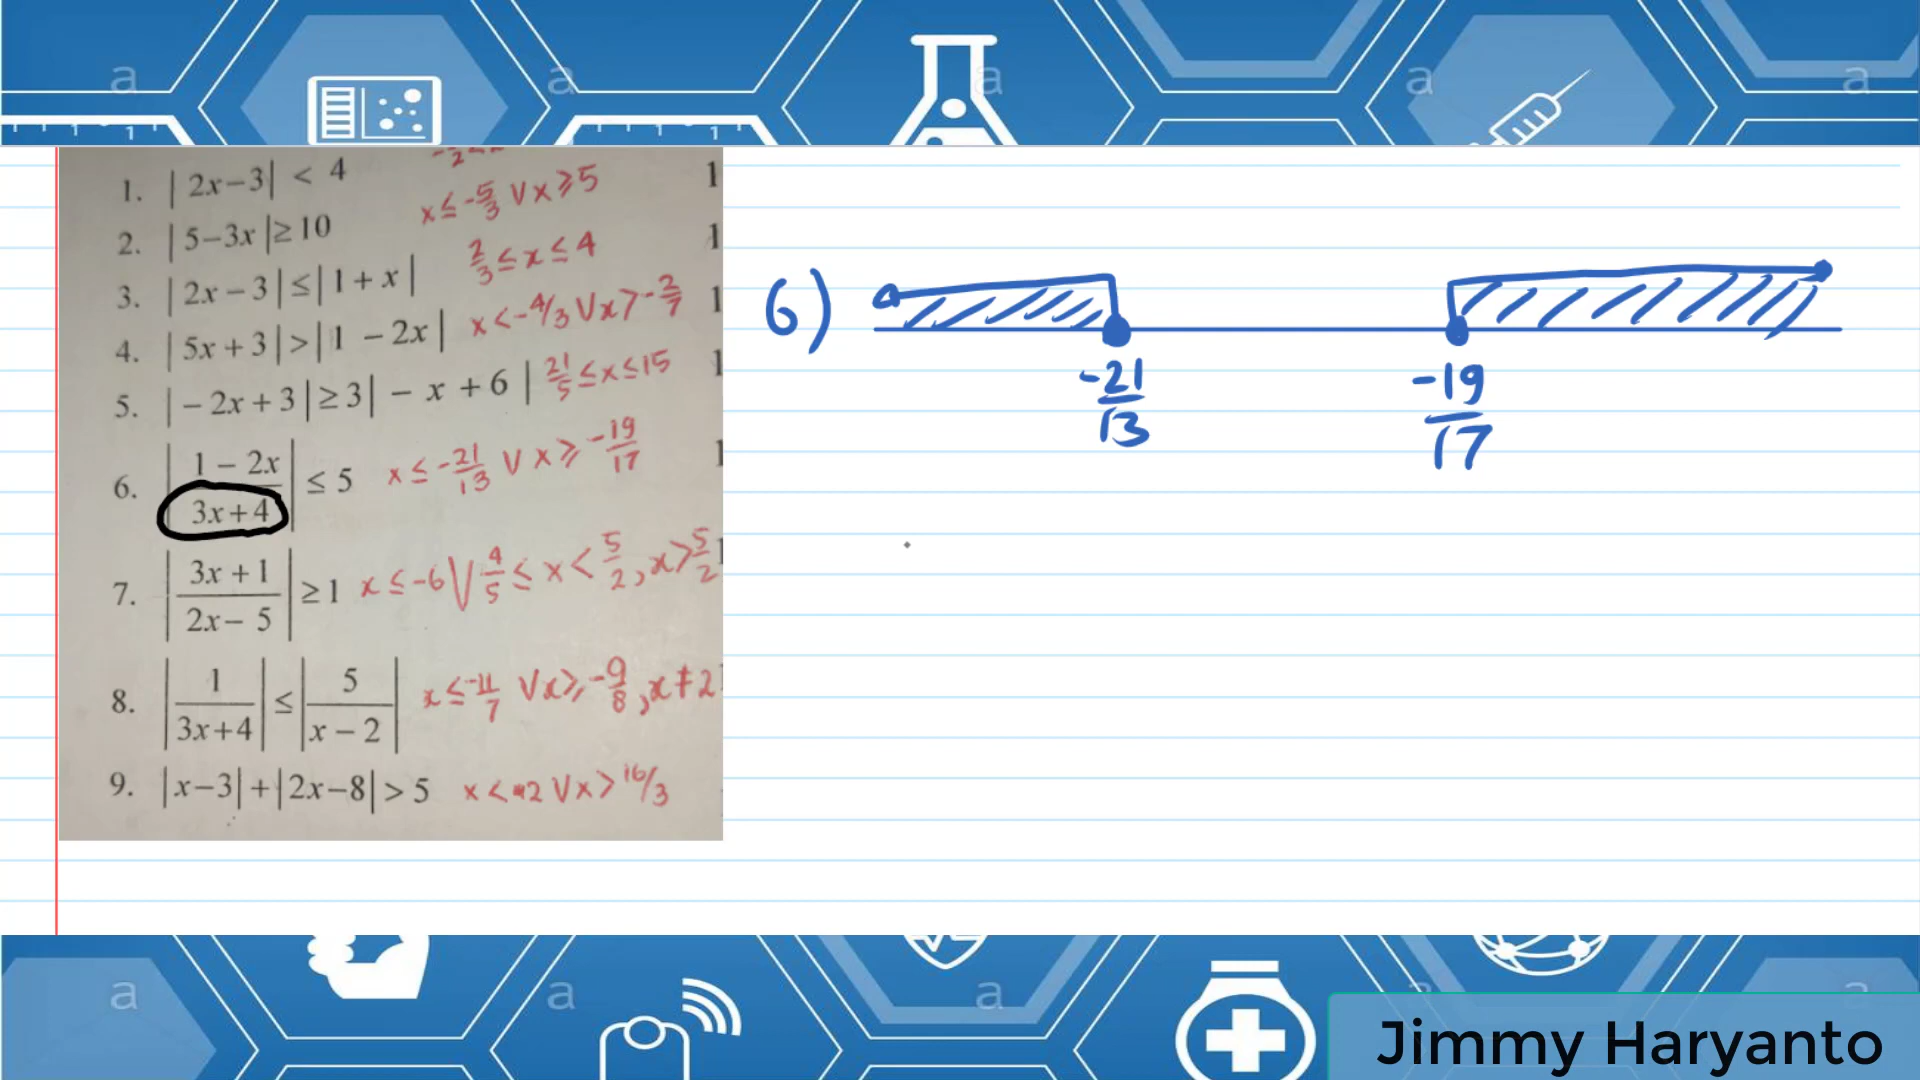 1. |2x−3| < 4
x ≤ -5/3 ∨ x ≥ 5
2. |5−3x| ≥ 10
2/3 ≤ x ≤ 4
3. |2x − 3| ≤ |1 + x|
x < -4/3 ∨ x > -2/7
4. |5x + 3| > |1 − 2x|
21/5 ≤ x ≤ 15
5. |− 2x + 3| ≥ 3| − x + 6|
6. |(1 − 2x)/(3x+4)| ≤ 5 x ≤ -21/13 ∨ x ≥ -19/17
7. |(3x + 1)/(2x − 5)| ≥ 1 x ≤ -6 ∨ 4/5 ≤ x < 5/2, x > 5/2
8. |1/(3x+4)| ≤ |5/(x − 2)| x ≤ -11/7 ∨ x ≥ -9/8, x ≠ 2
9. |x−3| + |2x−8| > 5 x < -2 ∨ x > 16/3
6)
-21/13
-19/17
Jimmy Haryanto